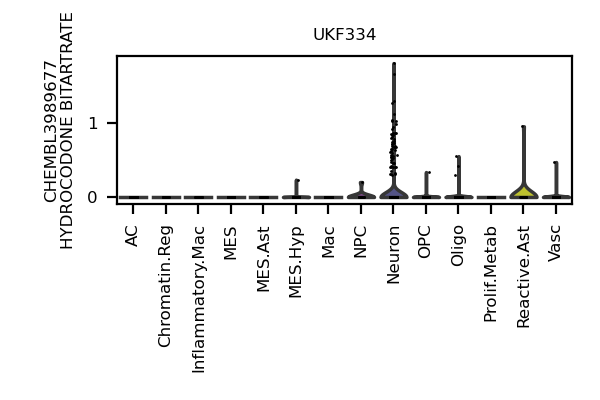 UKF334
CHEMBL3989677
HYDROCODONE BITARTRATE
1
0
AC
Chromatin.Reg
Inflammatory.Mac
MES
MES.Ast
MES.Hyp
Mac
NPC
Neuron
OPC
Oligo
Prolif.Metab
Reactive.Ast
Vasc